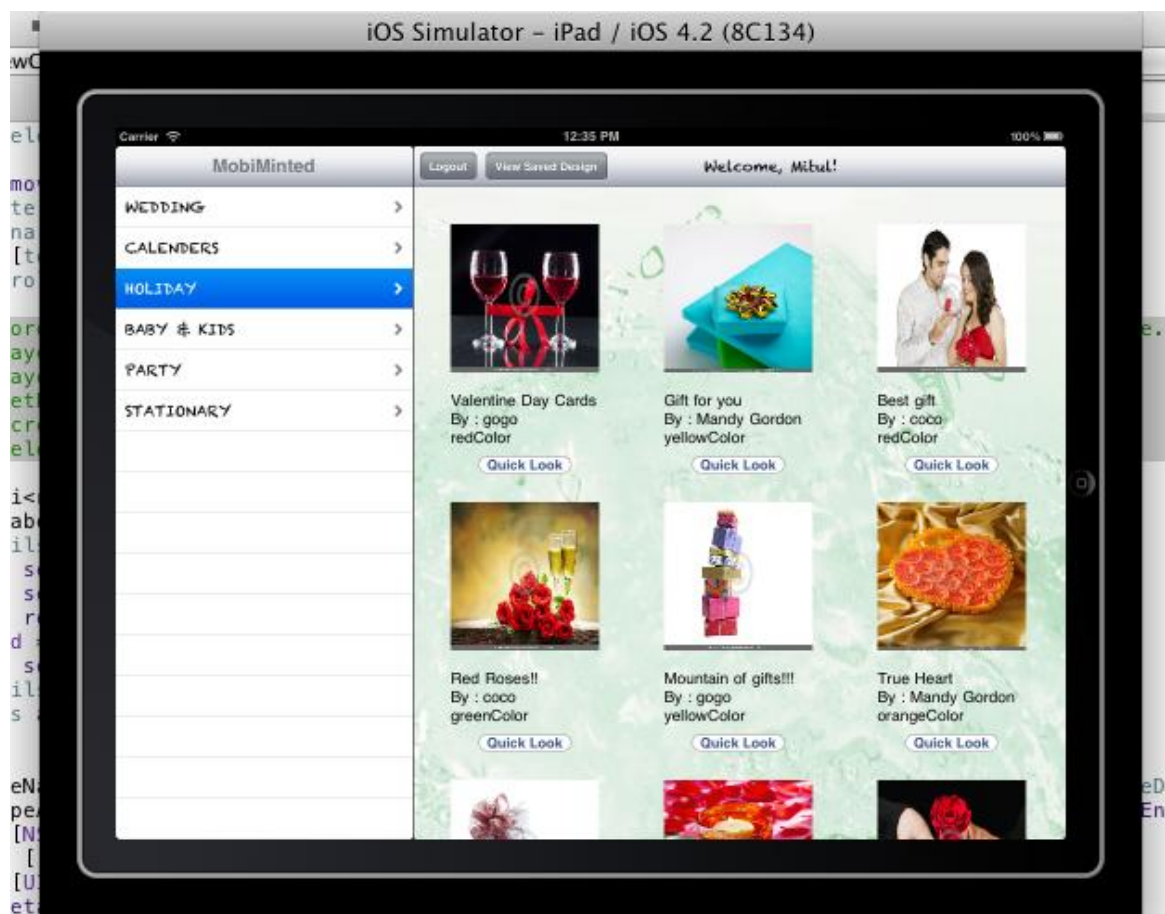 iOS Simulator – iPad / iOS 4.2 (8C134)
Carrier 12:35 PM 100%
MobiMinted
Logout View Saved Design Welcome, Mitul!
WEDDING
CALENDERS
HOLIDAY
BABY & KIDS
PARTY
STATIONARY
Valentine Day Cards
By : gogo
redColor
Quick Look
Gift for you
By : Mandy Gordon
yellowColor
Quick Look
Best gift
By : coco
redColor
Quick Look
Red Roses!!
By : coco
greenColor
Quick Look
Mountain of gifts!!!
By : gogo
yellowColor
Quick Look
True Heart
By : Mandy Gordon
orangeColor
Quick Look